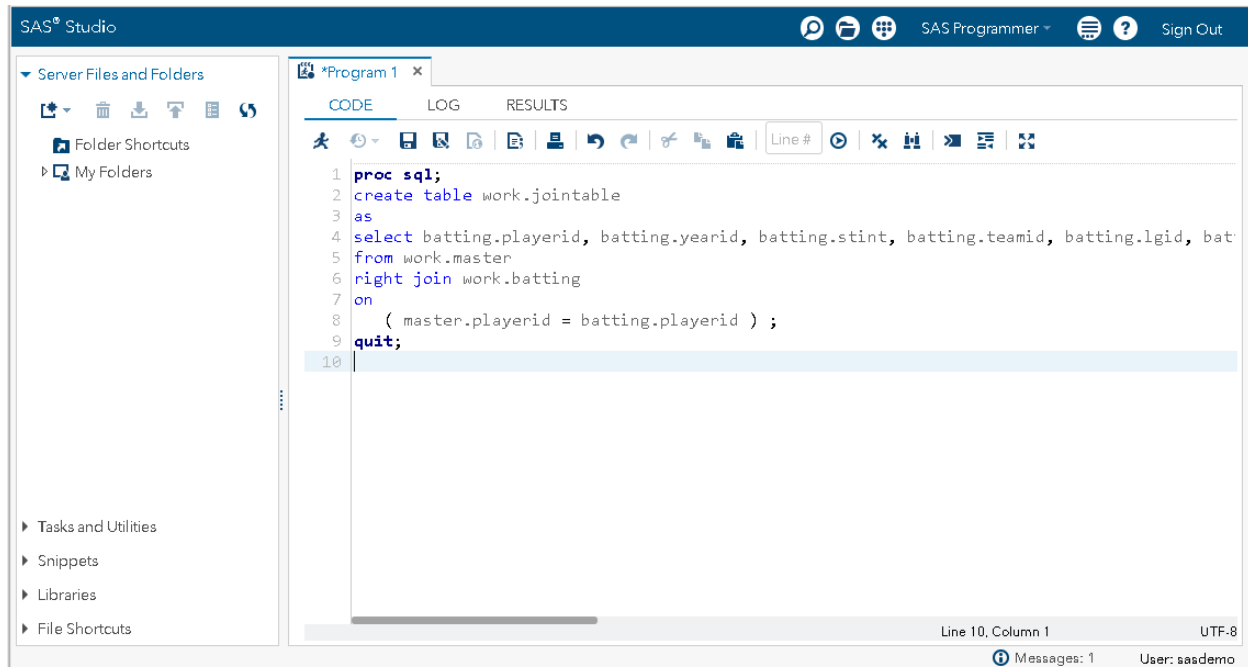 SAS® Studio
SAS Programmer
?
Sign Out
Server Files and Folders
Folder Shortcuts
My Folders
Tasks and Utilities
Snippets
Libraries
File Shortcuts
*Program 1 ×
CODE LOG RESULTS
Line #
1 proc sql;
2 create table work.jointable
3 as
4 select batting.playerid, batting.yearid, batting.stint, batting.teamid, batting.lgid, bat
5 from work.master
6 right join work.batting
7 on
8 ( master.playerid = batting.playerid ) ;
9 quit;
10
Line 10, Column 1 UTF-8
Messages: 1 User: sasdemo